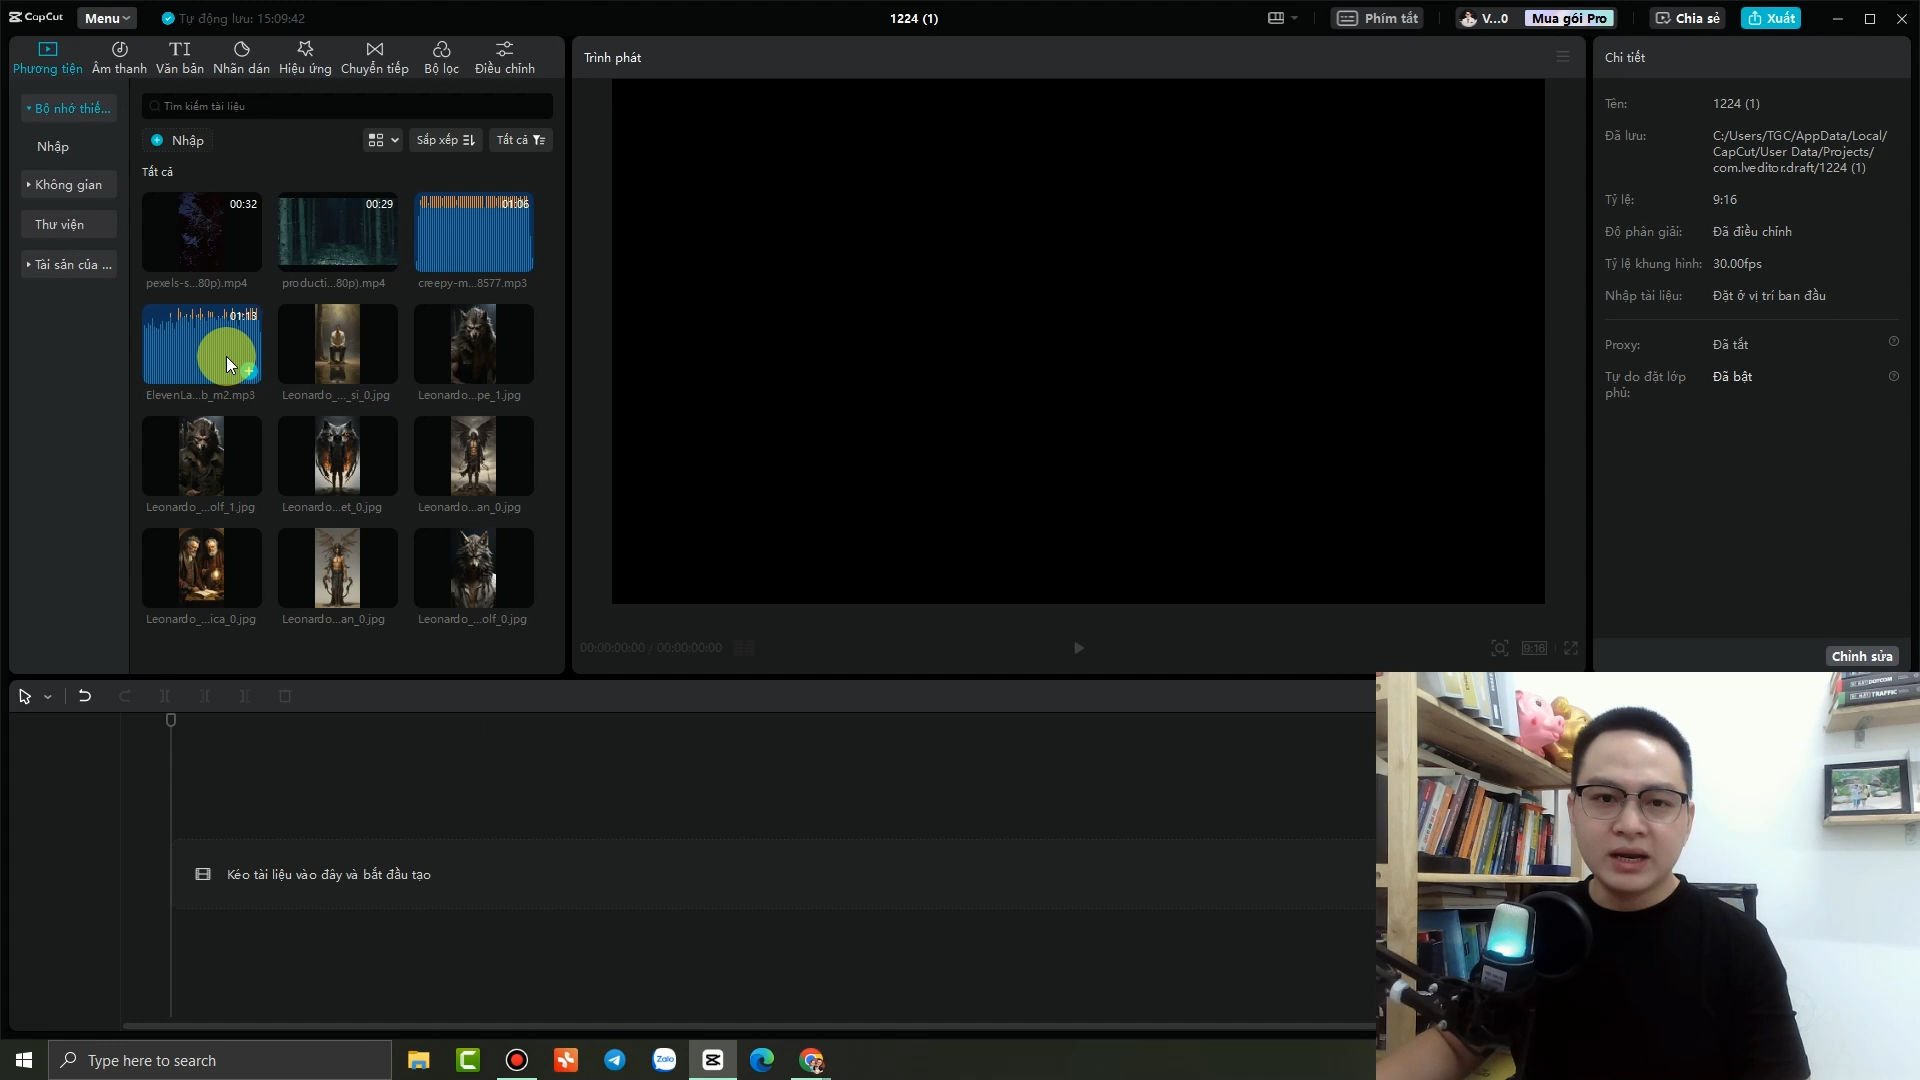 CapCut
Menu
Tự động lưu: 15:09:42
1224 (1)
Phím tắt
V...0
Mua gói Pro
Chia sẻ
Xuất
Phương tiện
Âm thanh
Văn bản
Nhãn dán
Hiệu ứng
Chuyển tiếp
Bộ lọc
Điều chỉnh
Bộ nhớ thiế...
Nhập
Không gian
Thư viện
Tài sản của ...
Tìm kiếm tài liệu
Nhập
Sắp xếp
Tất cả
Tất cả
00:32
00:29
01:06
pexels-s...80p).mp4
producti...80p).mp4
creepy-m...8577.mp3
01:13
ElevenLa...b_m2.mp3
Leonardo_..._si_0.jpg
Leonardo...pe_1.jpg
Leonardo_...olf_1.jpg
Leonardo...et_0.jpg
Leonardo...an_0.jpg
Leonardo_...ica_0.jpg
Leonardo...an_0.jpg
Leonardo_...olf_0.jpg
Trình phát
00:00:00:00 / 00:00:00:00
9:16
Chi tiết
Tên: 1224 (1)
Đã lưu: C:/Users/TGC/AppData/Local/
CapCut/User Data/Projects/
com.lveditor.draft/1224 (1)
Tỷ lệ: 9:16
Độ phân giải: Đã điều chỉnh
Tỷ lệ khung hình: 30.00fps
Nhập tài liệu: Đặt ở vị trí ban đầu
Proxy: Đã tắt
Tự do đặt lớp phủ: Đã bật
Chỉnh sửa
Kéo tài liệu vào đây và bắt đầu tạo
Type here to search
Zalo
DOTCOM
TRAFFIC